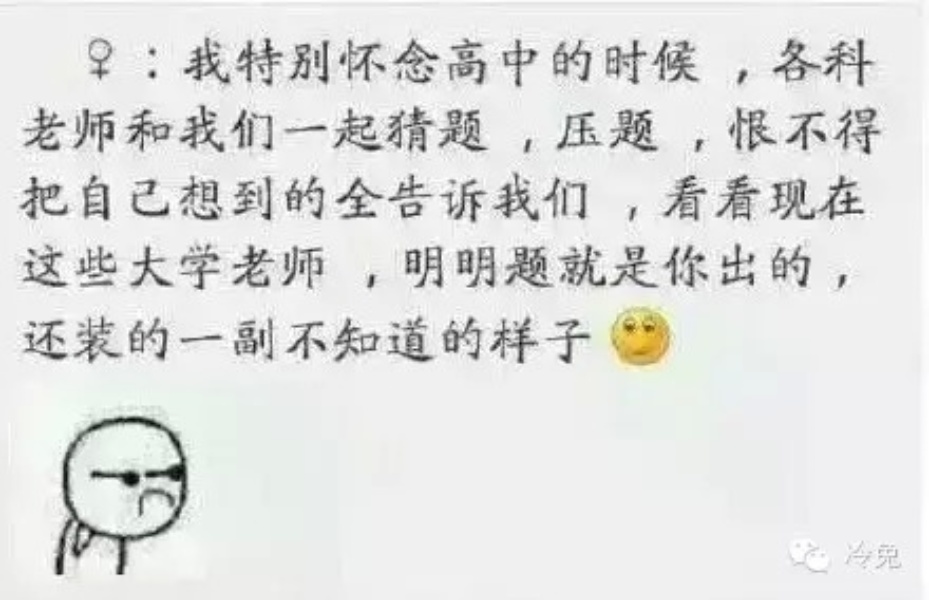 ♀：我特别怀念高中的时候，各科
老师和我们一起猜题，压题，恨不得
把自己想到的全告诉我们，看看现在
这些大学老师，明明题就是你出的，
还装的一副不知道的样子
冷兔